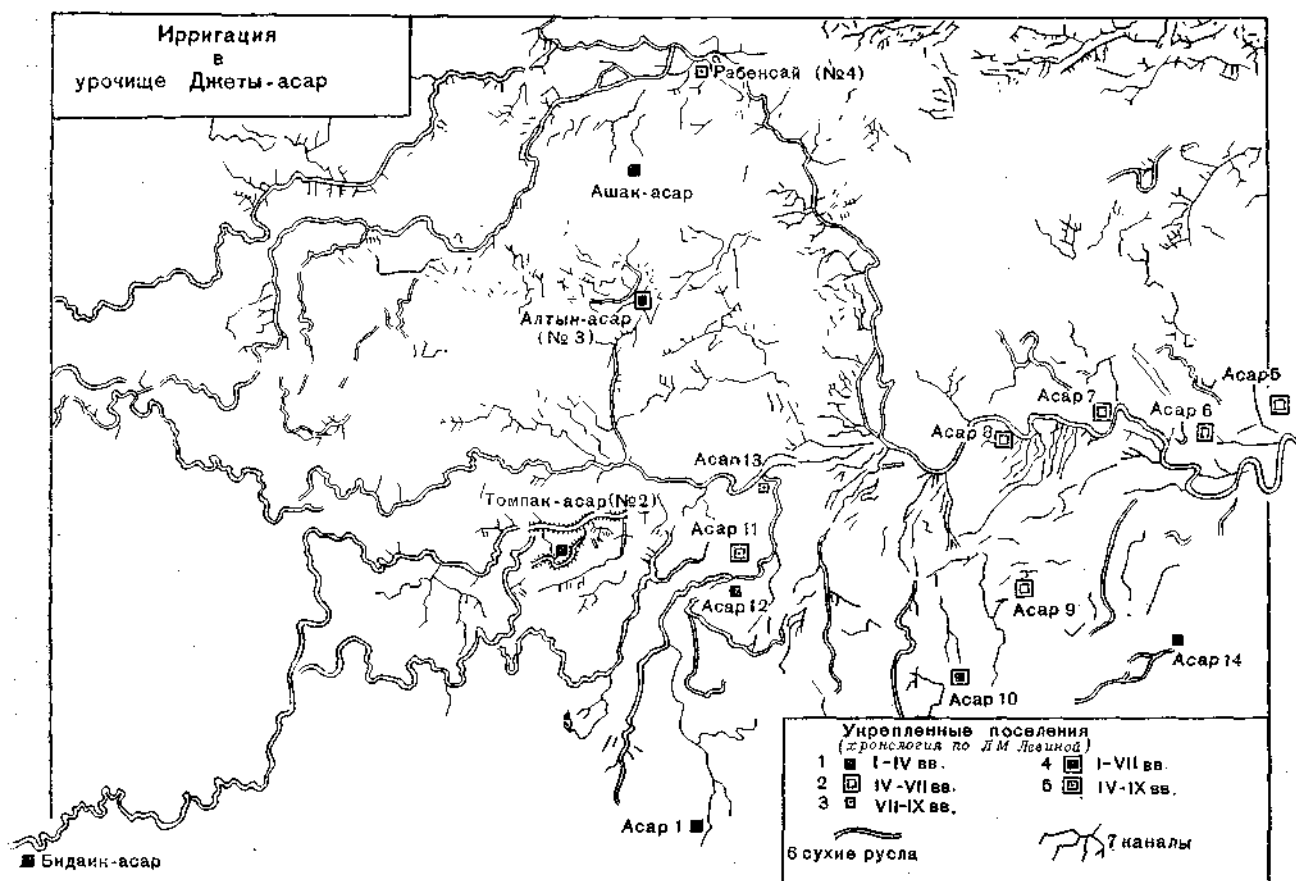 Ирригация
в
урочище Джеты-асар
Рабенсай (№4)
Ашак-асар
Алтын-асар
(№ 3)
Асар 5
Асар 7
Асар 6
Асар 8
Асар 13
Томпак-асар (№2)
Асар 11
Асар 12
Асар 9
Асар 14
Асар 10
Асар 1
Бидаик-асар
Укрепленные поселения
(хронология по Л М Левиной)
1 I-IV вв.
2 IV-VII вв.
3 VII-IX вв.
4 I-VII вв.
5 IV-IX вв.
6 сухие русла
7 каналы